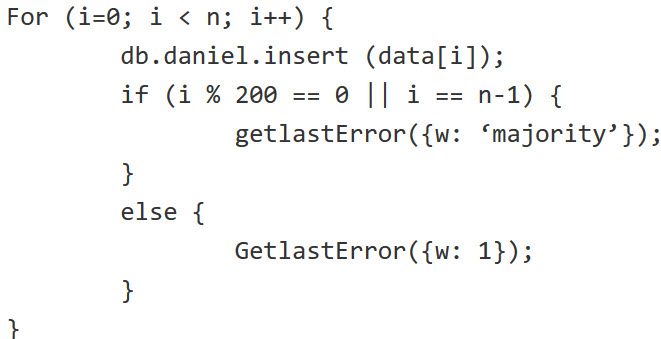 For (i=0; i < n; i++) {
db.daniel.insert (data[i]);
if (i % 200 == 0 || i == n-1) {
getlastError({w: ‘majority’});
}
else {
GetlastError({w: 1});
}
}